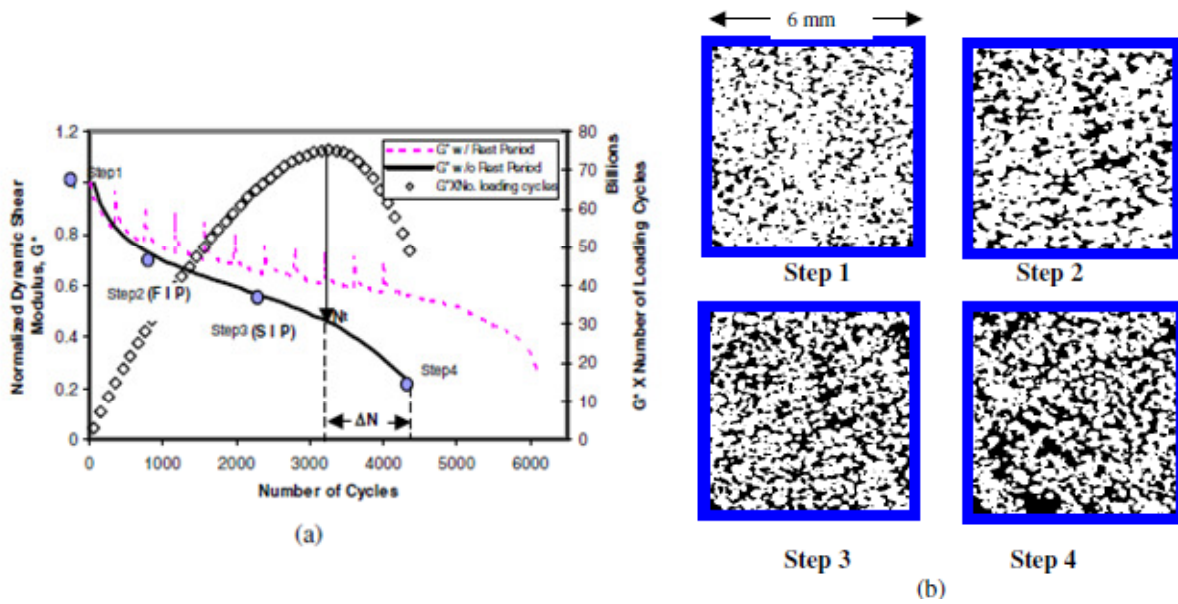 1.2
1
0.8
0.6
0.4
0.2
0
Normalized Dynamic Shear
Modulus, G*
80
70
60
50
40
30
20
10
0
Billions
G* X Number of Loading Cycles
G* w/ Rest Period
G* w/o Rest Period
G*XNo. loading cycles
Step1
Step2 (F I P)
Step3 (S I P)
Nt
Step4
ΔN
0 1000 2000 3000 4000 5000 6000
Number of Cycles
(a)
6 mm
Step 1 Step 2
Step 3 Step 4
(b)